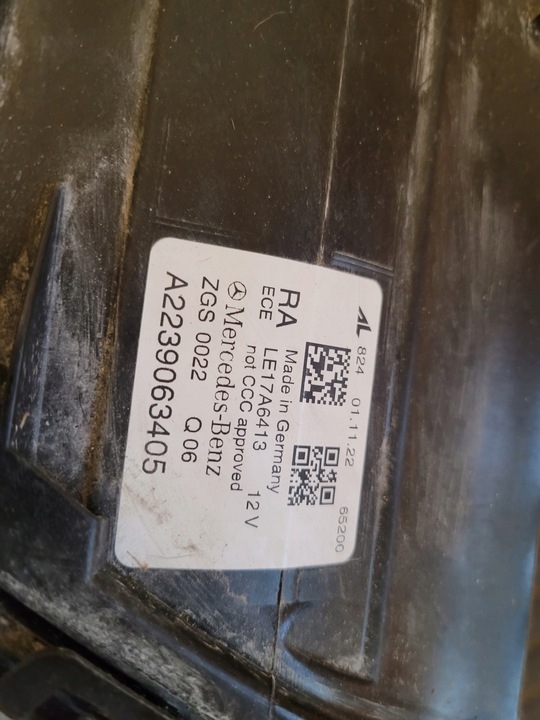 AL 824 01.11.22 65200
RA Made in Germany
ECE LE17A6413 12 V
not CCC approved
Mercedes-Benz
ZGS 0022 Q 06
A2239063405